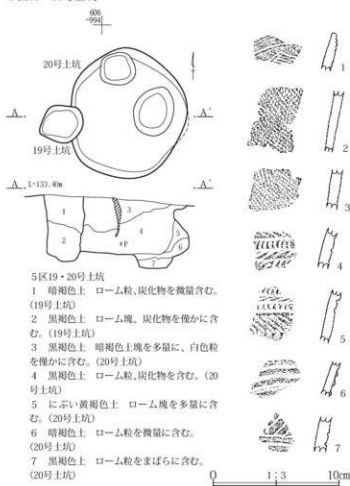 606
-994
20号土坑
19号土坑
A
A'
A L=133.40m
A'
1
2
3
4
P
5
6
7
5区19・20号土坑
1 暗褐色土 ローム粒、炭化物を微量含む。
(19号土坑)
2 黒褐色土 ローム塊、炭化物を僅かに含
む。(19号土坑)
3 黒褐色土 暗褐色土塊を多量に、白色粒
を僅かに含む。(20号土坑)
4 黒褐色土 ローム粒、炭化物を含む。(20
号土坑)
5 にぶい黄褐色土 ローム塊を多量に含
む。(20号土坑)
6 暗褐色土 ローム粒を微量に含む。
(20号土坑)
7 黒褐色土 ローム粒をまばらに含む。
(20号土坑)
1
2
3
4
5
6
7
0 1:3 10cm